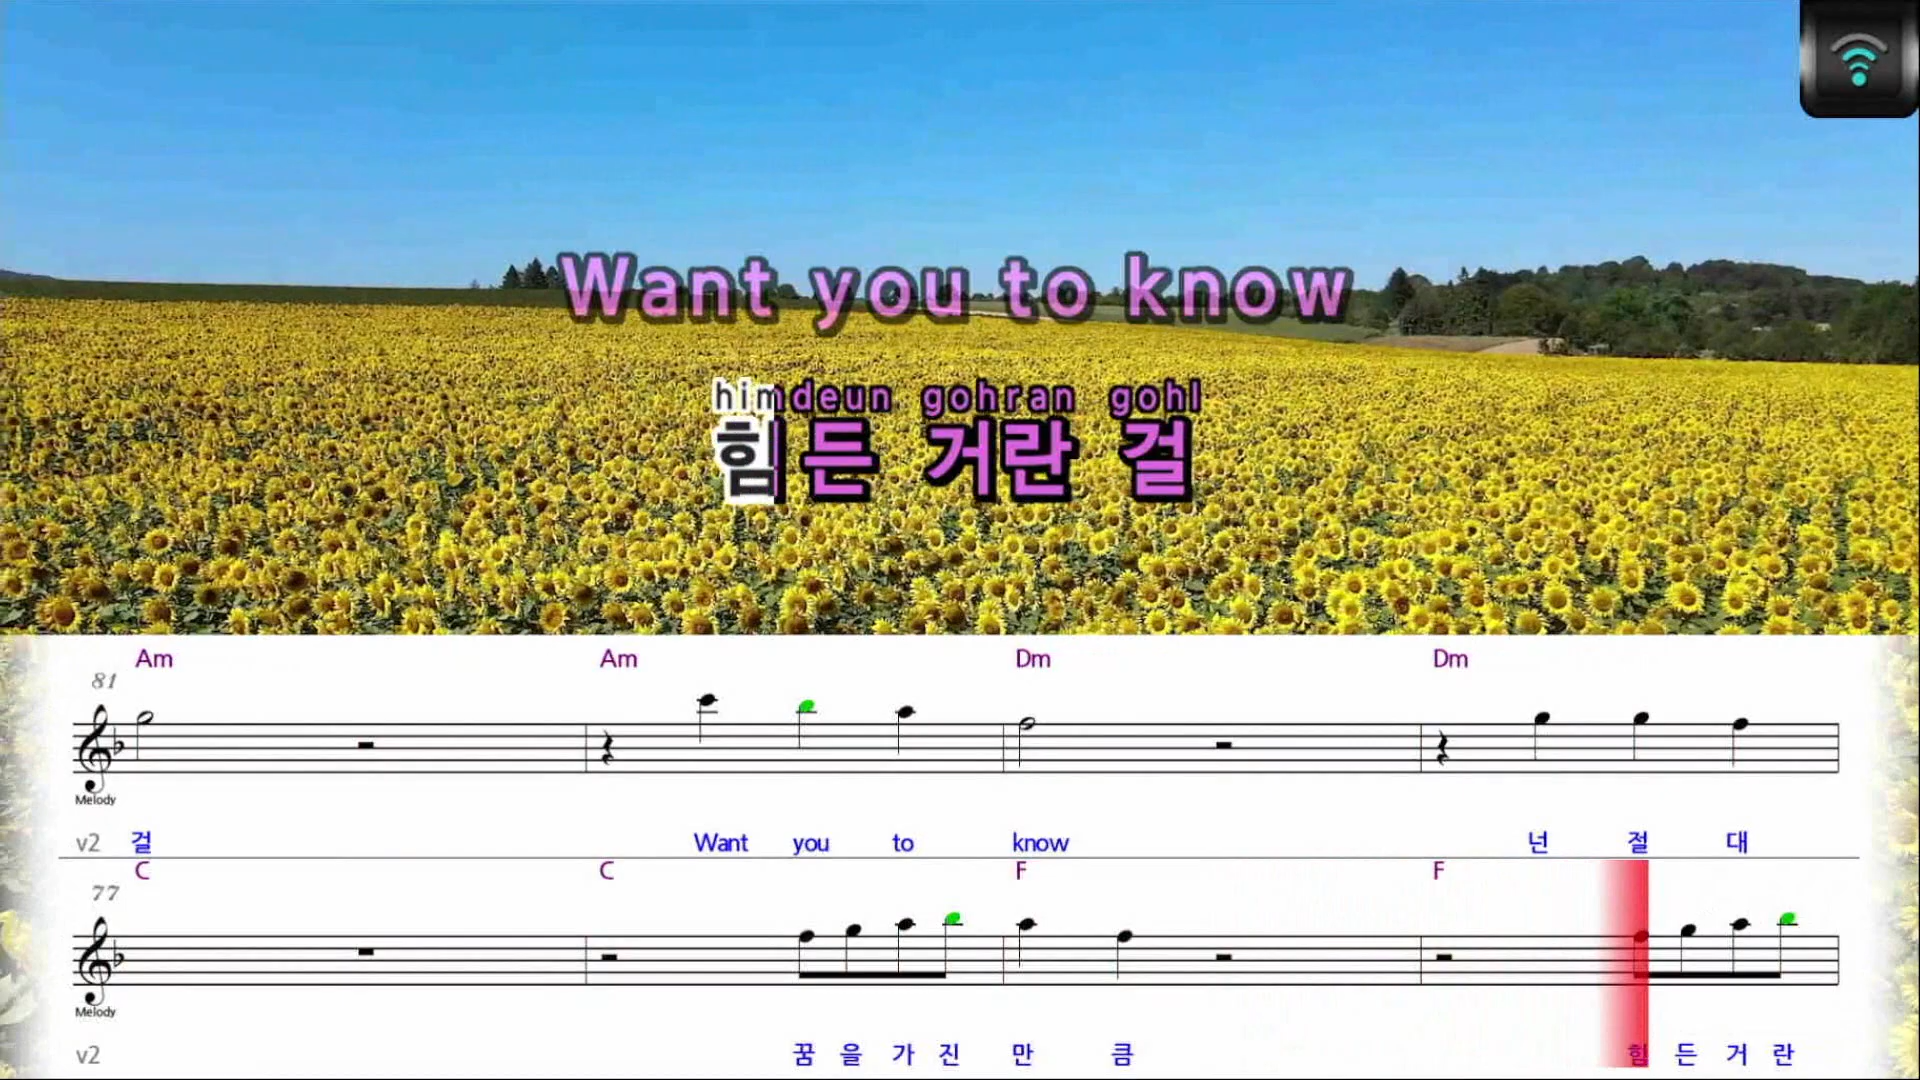 Want you to know
himdeun gohran gohl
힘든 거란 걸
Am Am Dm Dm
81
Melody
v2 걸 Want you to know 넌 절 대
C C F F
77
Melody
v2 꿈 을 가 진 만 큼 힘 든 거 란